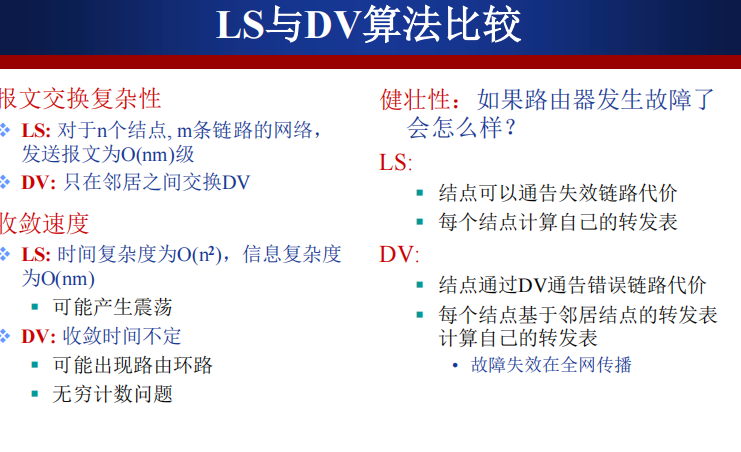 LS与DV算法比较
报文交换复杂性
LS: 对于n个结点, m条链路的网络，
发送报文为O(nm)级
DV: 只在邻居之间交换DV
收敛速度
LS: 时间复杂度为O(n²)，信息复杂度
为O(nm)
可能产生震荡
DV: 收敛时间不定
可能出现路由环路
无穷计数问题
健壮性：如果路由器发生故障了
会怎么样？
LS:
结点可以通告失效链路代价
每个结点计算自己的转发表
DV:
结点通过DV通告错误链路代价
每个结点基于邻居结点的转发表
计算自己的转发表
• 故障失效在全网传播